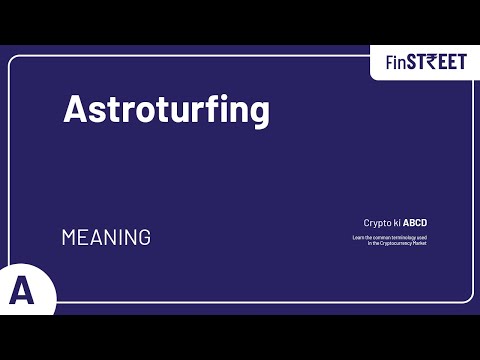 FinSTREET
Astroturfing
MEANING
Crypto ki ABCD
Learn the common terminology used
in the Cryptocurrency Market
A